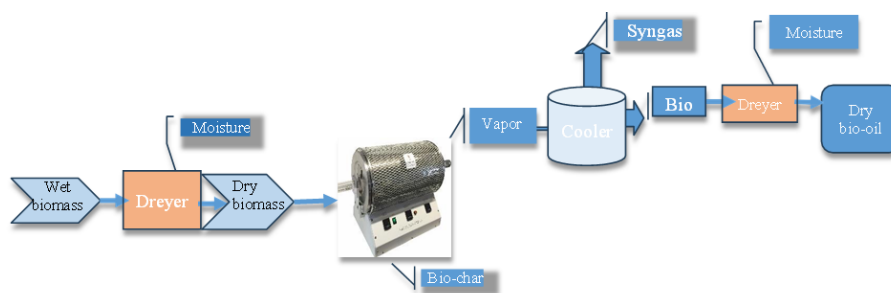 Moisture
Wet
biomass
Dreyer
Dry
biomass
Bio-char
Vapor
Cooler
Syngas
Bio
Dreyer
Moisture
Dry
bio-oil